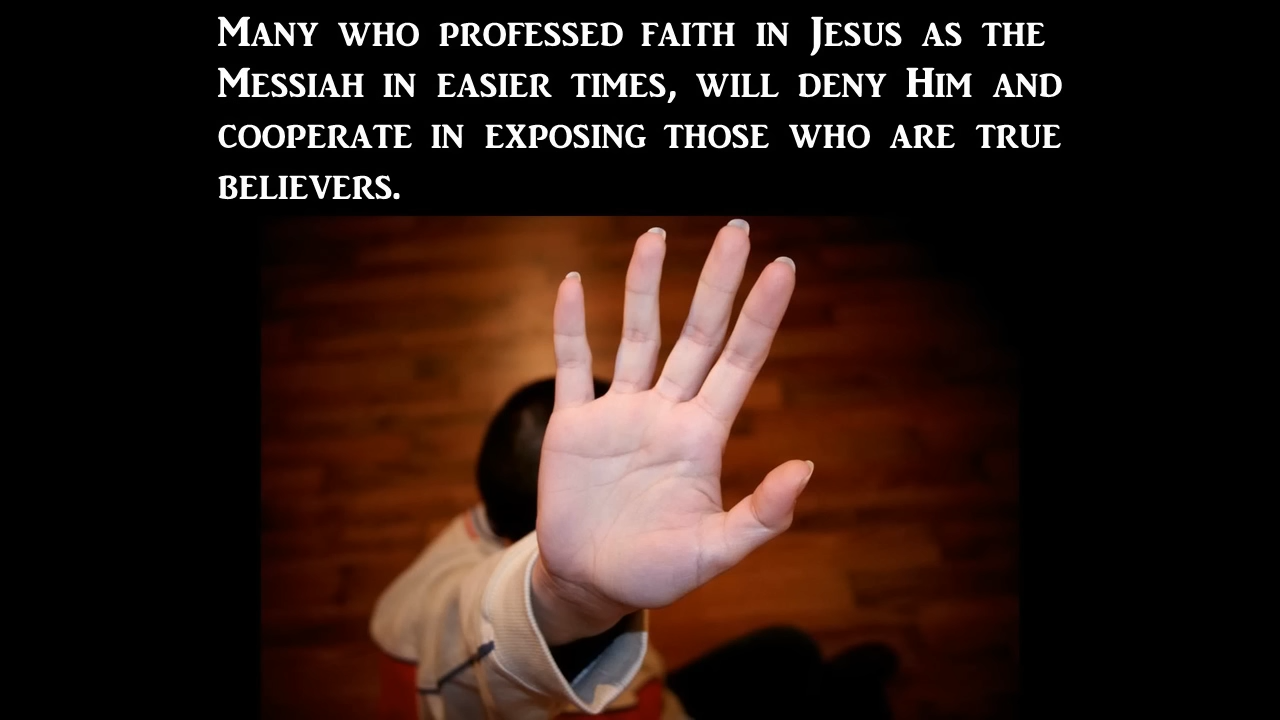 Many who professed faith in Jesus as the
Messiah in easier times, will deny Him and
cooperate in exposing those who are true
believers.